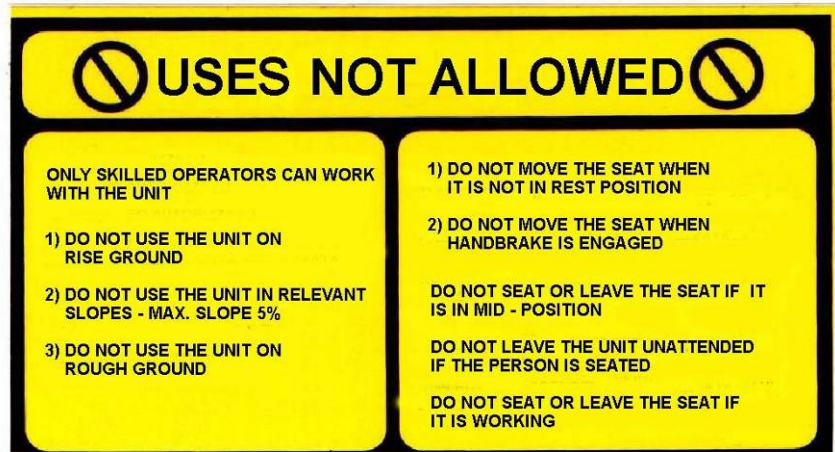 USES NOT ALLOWED
ONLY SKILLED OPERATORS CAN WORK
WITH THE UNIT
1) DO NOT USE THE UNIT ON
RISE GROUND
2) DO NOT USE THE UNIT IN RELEVANT
SLOPES - MAX. SLOPE 5%
3) DO NOT USE THE UNIT ON
ROUGH GROUND
1) DO NOT MOVE THE SEAT WHEN
IT IS NOT IN REST POSITION
2) DO NOT MOVE THE SEAT WHEN
HANDBRAKE IS ENGAGED
DO NOT SEAT OR LEAVE THE SEAT IF IT
IS IN MID - POSITION
DO NOT LEAVE THE UNIT UNATTENDED
IF THE PERSON IS SEATED
DO NOT SEAT OR LEAVE THE SEAT IF
IT IS WORKING